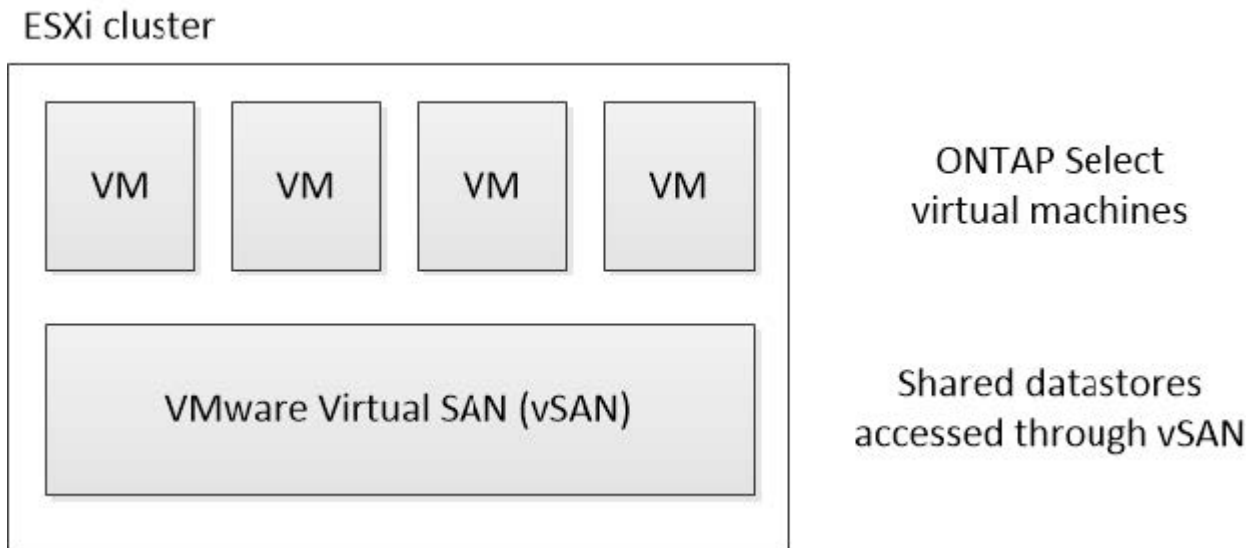 ESXi cluster
VM VM VM VM
ONTAP Select
virtual machines
VMware Virtual SAN (vSAN)
Shared datastores
accessed through vSAN